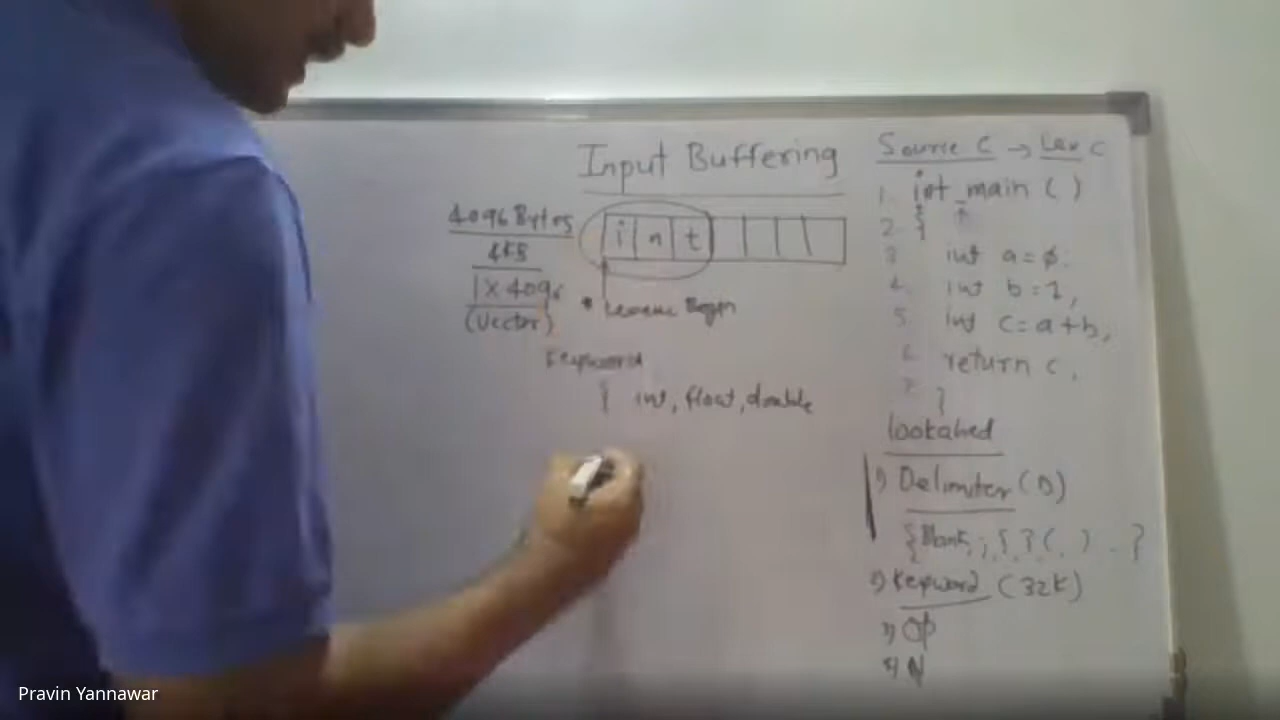 Input Buffering
4096 Bytes
4KB
1 X 4096
(Vector)
i n t
Lexeme Begin
Keyword
{ int, float, double
Source C → Lex C
1. int main ( )
2. {
3. int a = ø;
4. int b = 1,
5. int c = a + b,
6. return c,
7. }
lookahed
1) Delimiter (D)
{ Blank, ; { } ( , ) . }
2) Keyword (32K)
3) OP
4) N
Pravin Yannawar